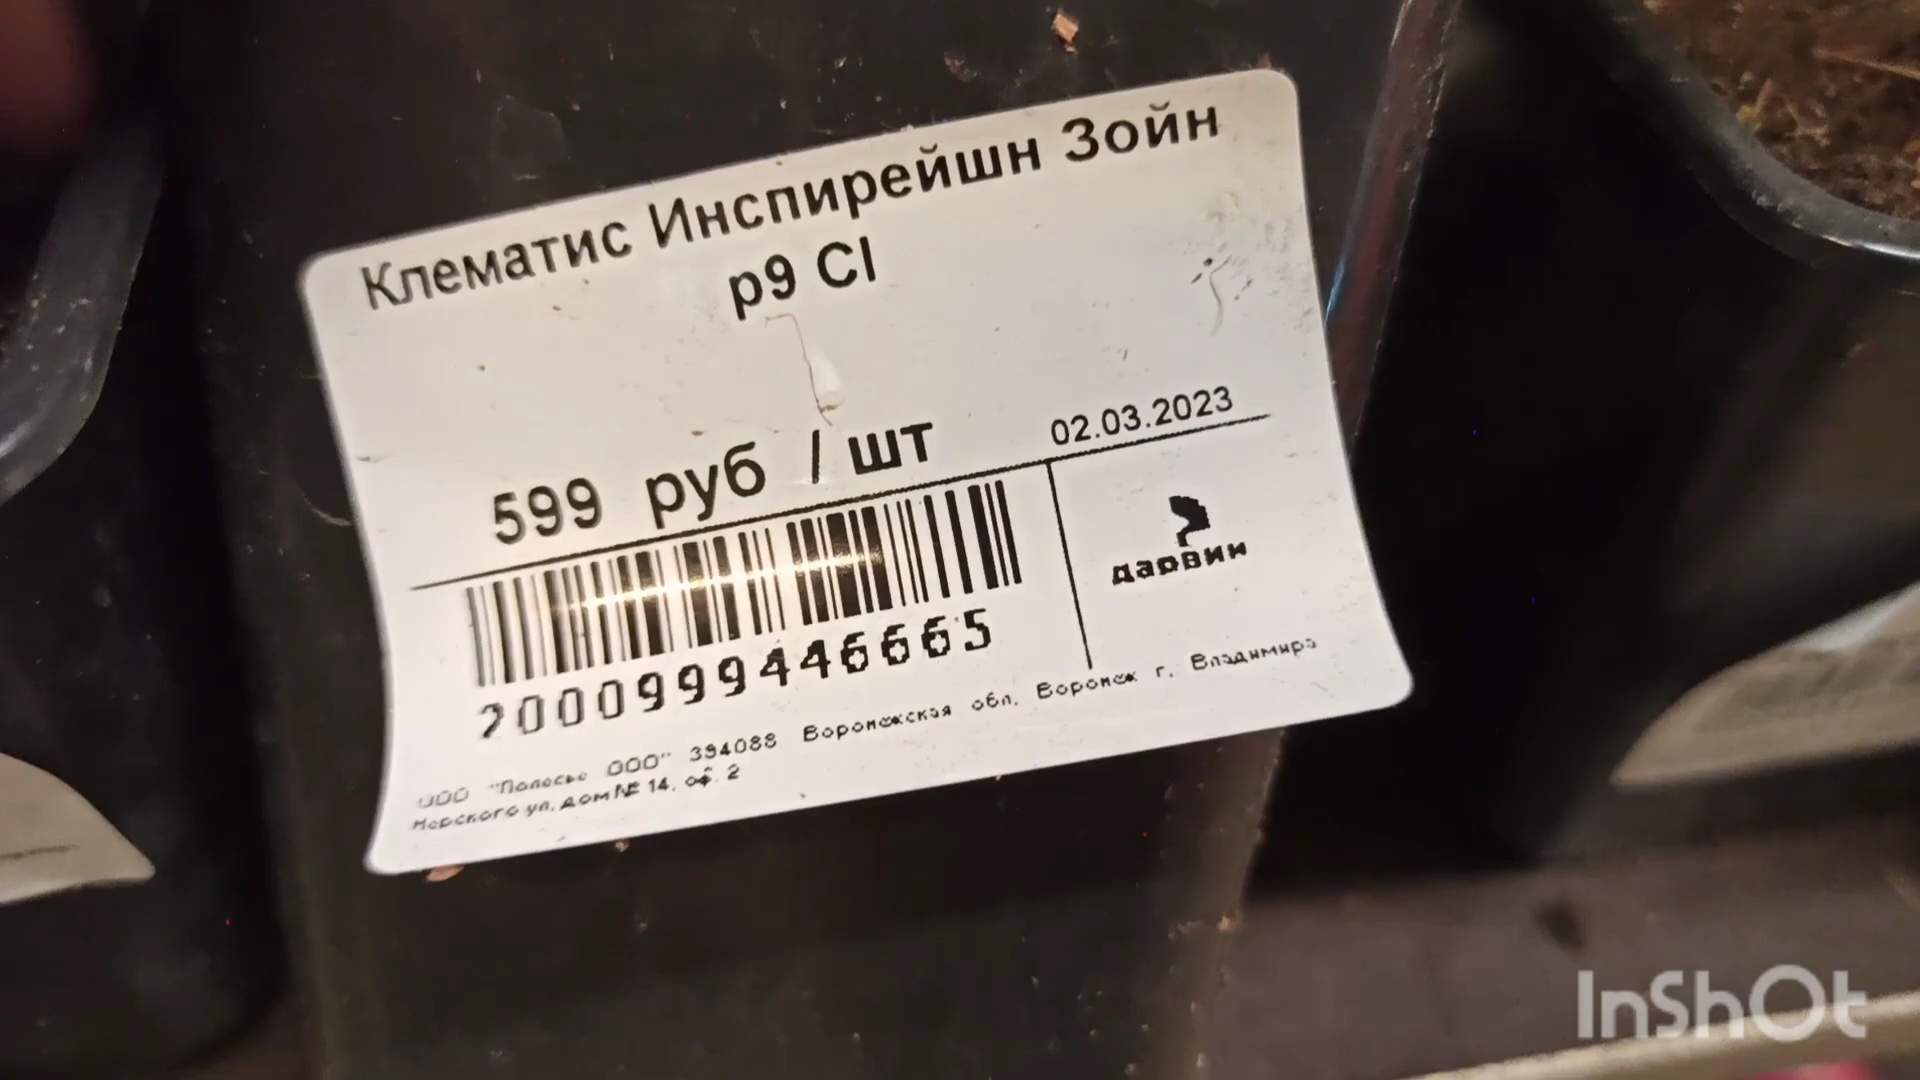 Клематис Инспирейшн Зойн
р9 Cl
599 руб / шт
02.03.2023
дарвин
2000999446665
ООО "Полесье ООО" 394088 Воронежская обл, Воронеж г, Владимира
Невского ул, дом № 14, оф. 2
InShOt